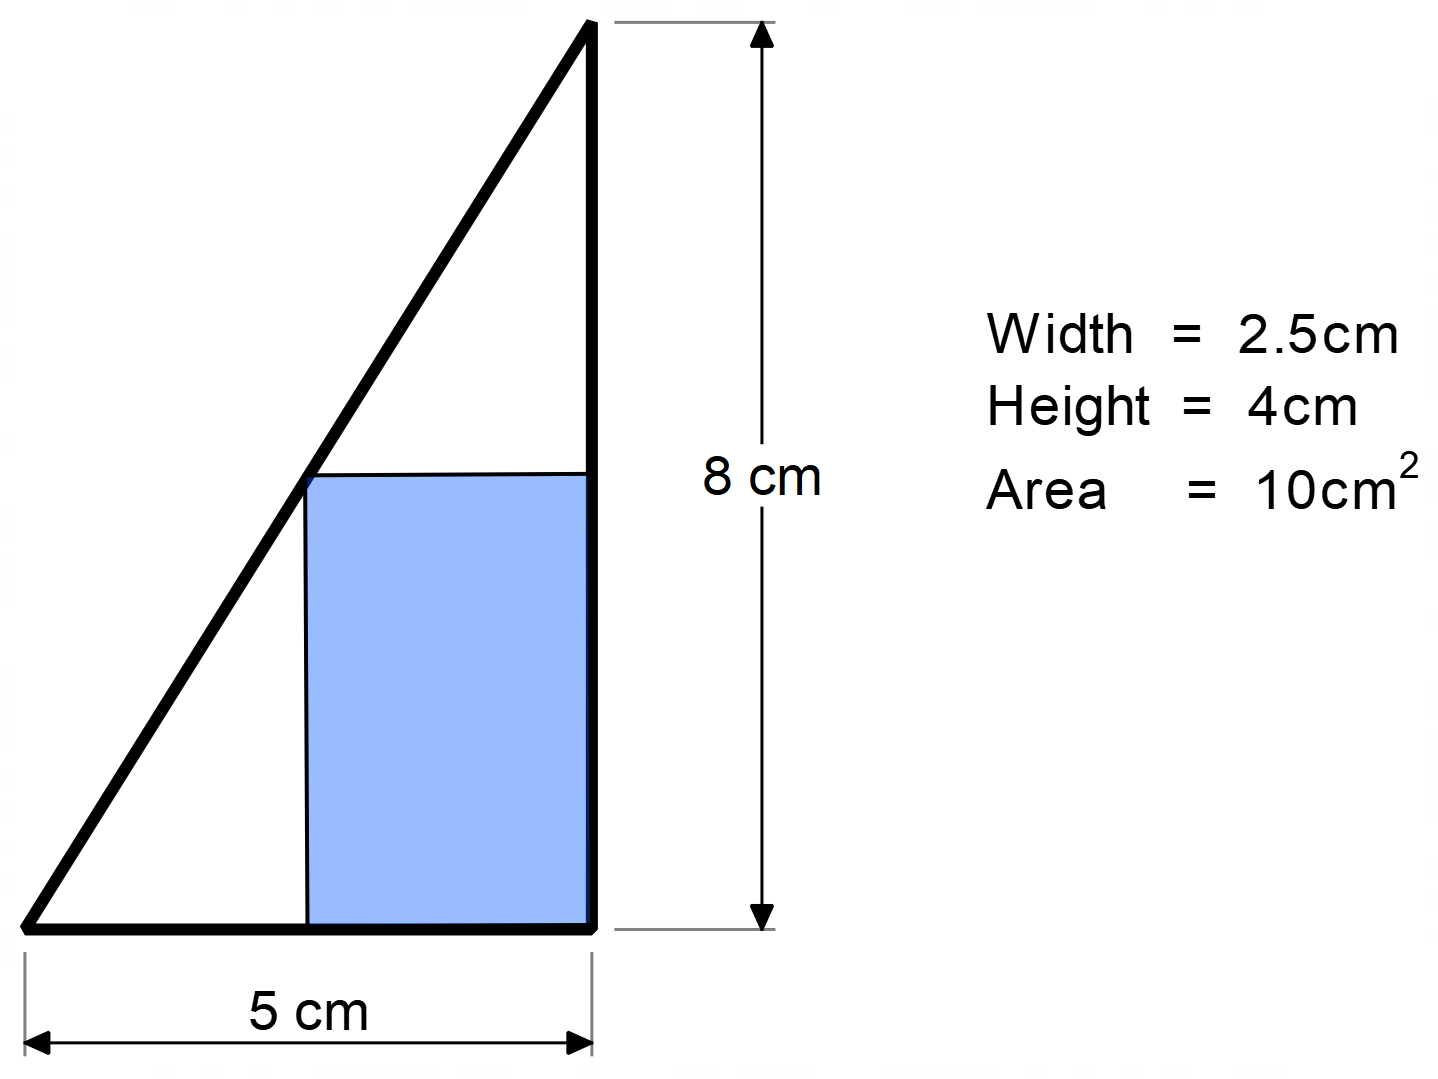 8 cm
5 cm
Width = 2.5cm
Height = 4cm
Area = 10cm²